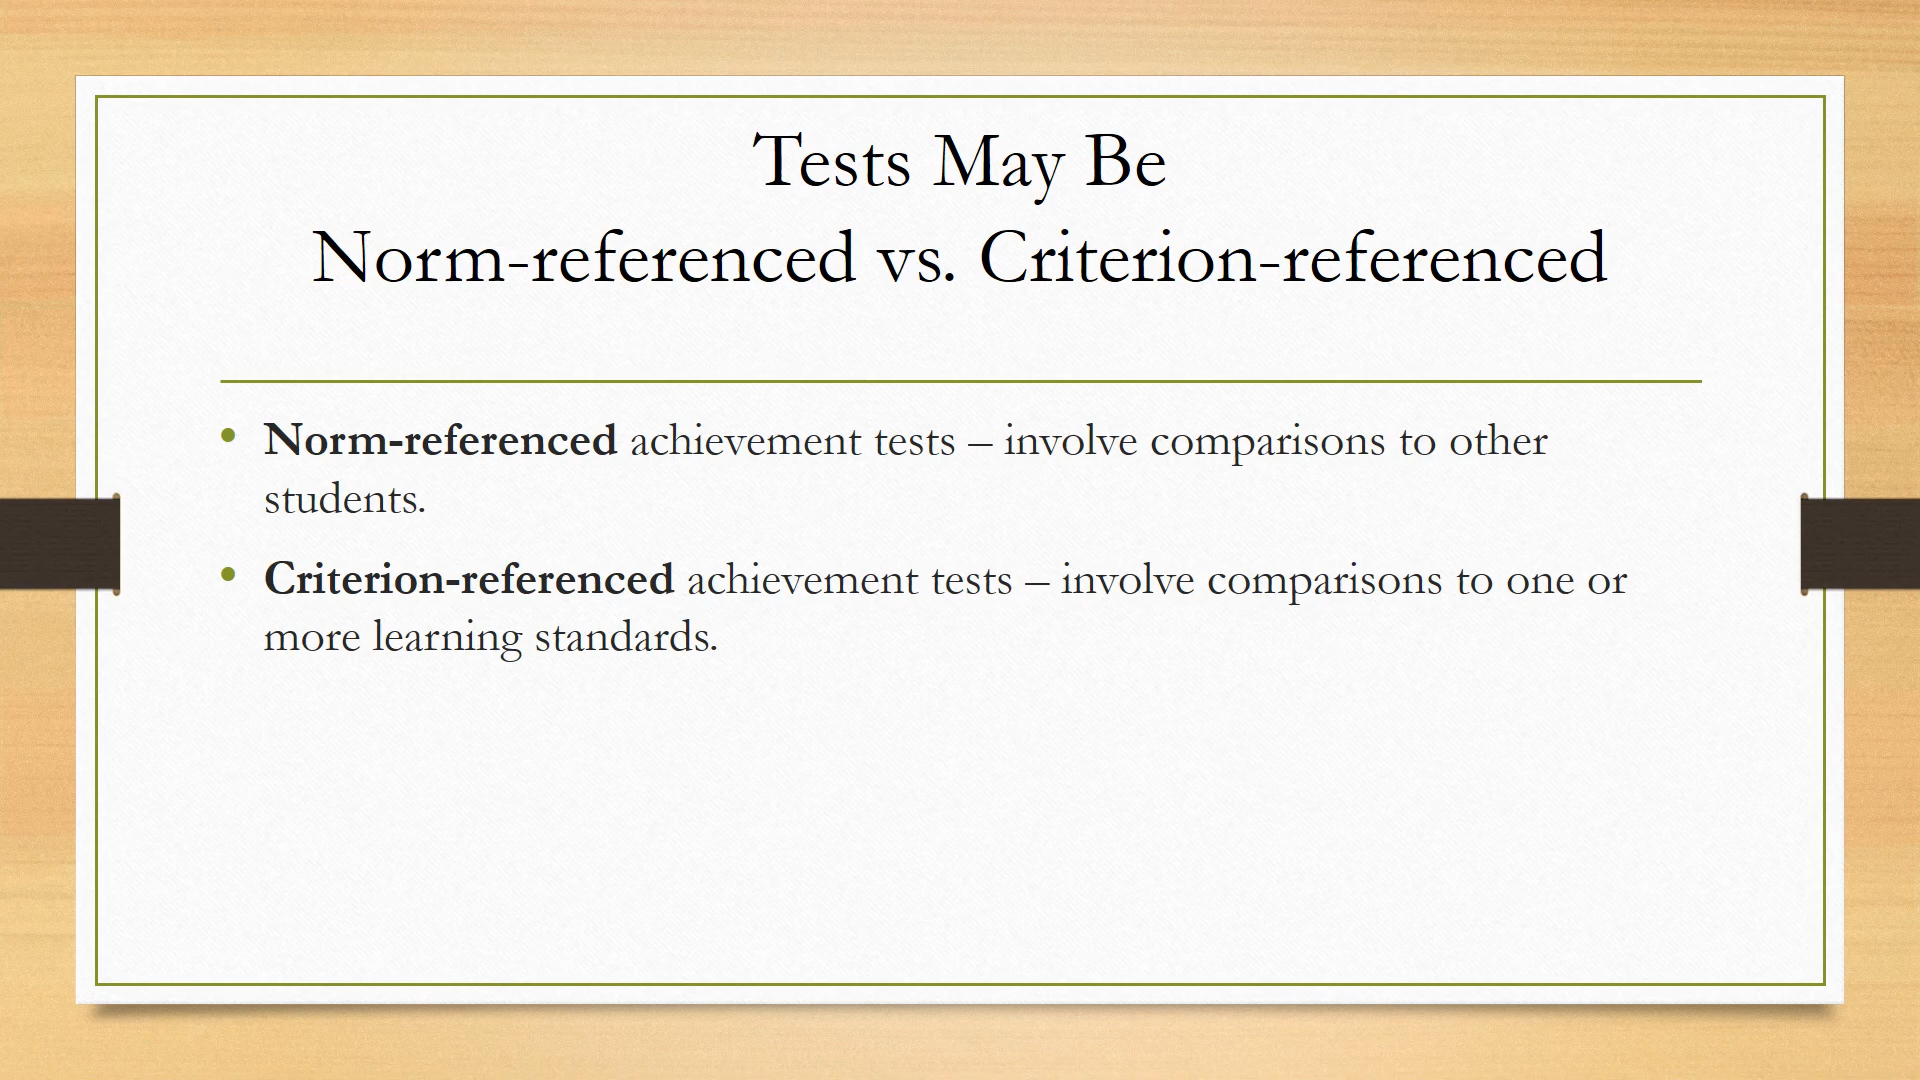 Tests May Be
Norm-referenced vs. Criterion-referenced
• Norm-referenced achievement tests – involve comparisons to other
students.
• Criterion-referenced achievement tests – involve comparisons to one or
more learning standards.